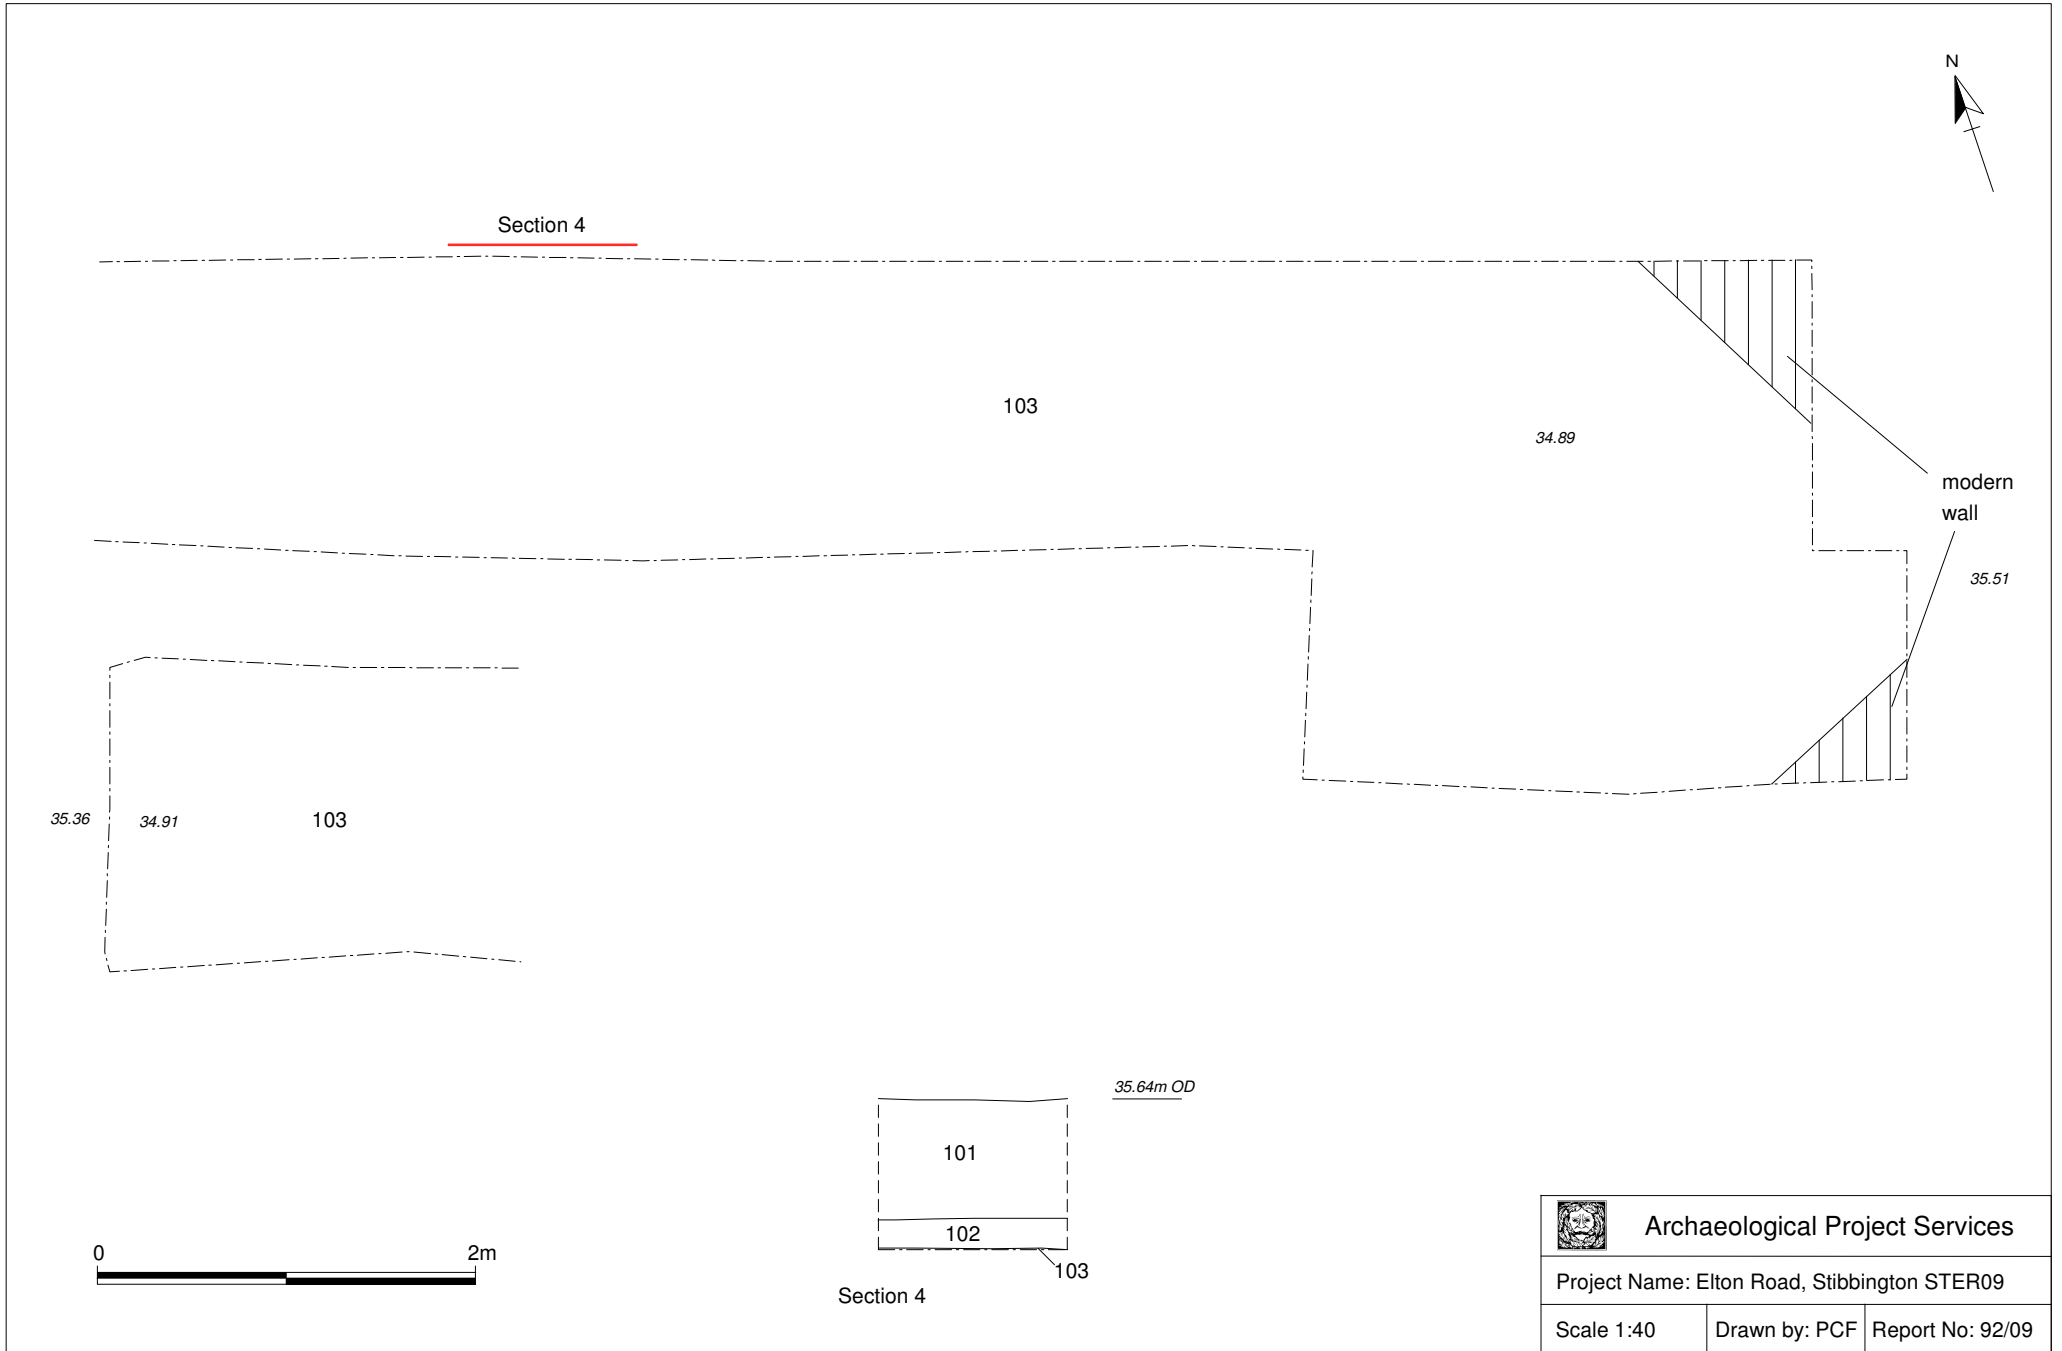 N
Section 4
103
34.89
modern
wall
35.51
35.36
34.91
103
35.64m OD
101
102
103
Section 4
0
2m
Archaeological Project Services
Project Name: Elton Road, Stibbington STER09
Scale 1:40
Drawn by: PCF
Report No: 92/09